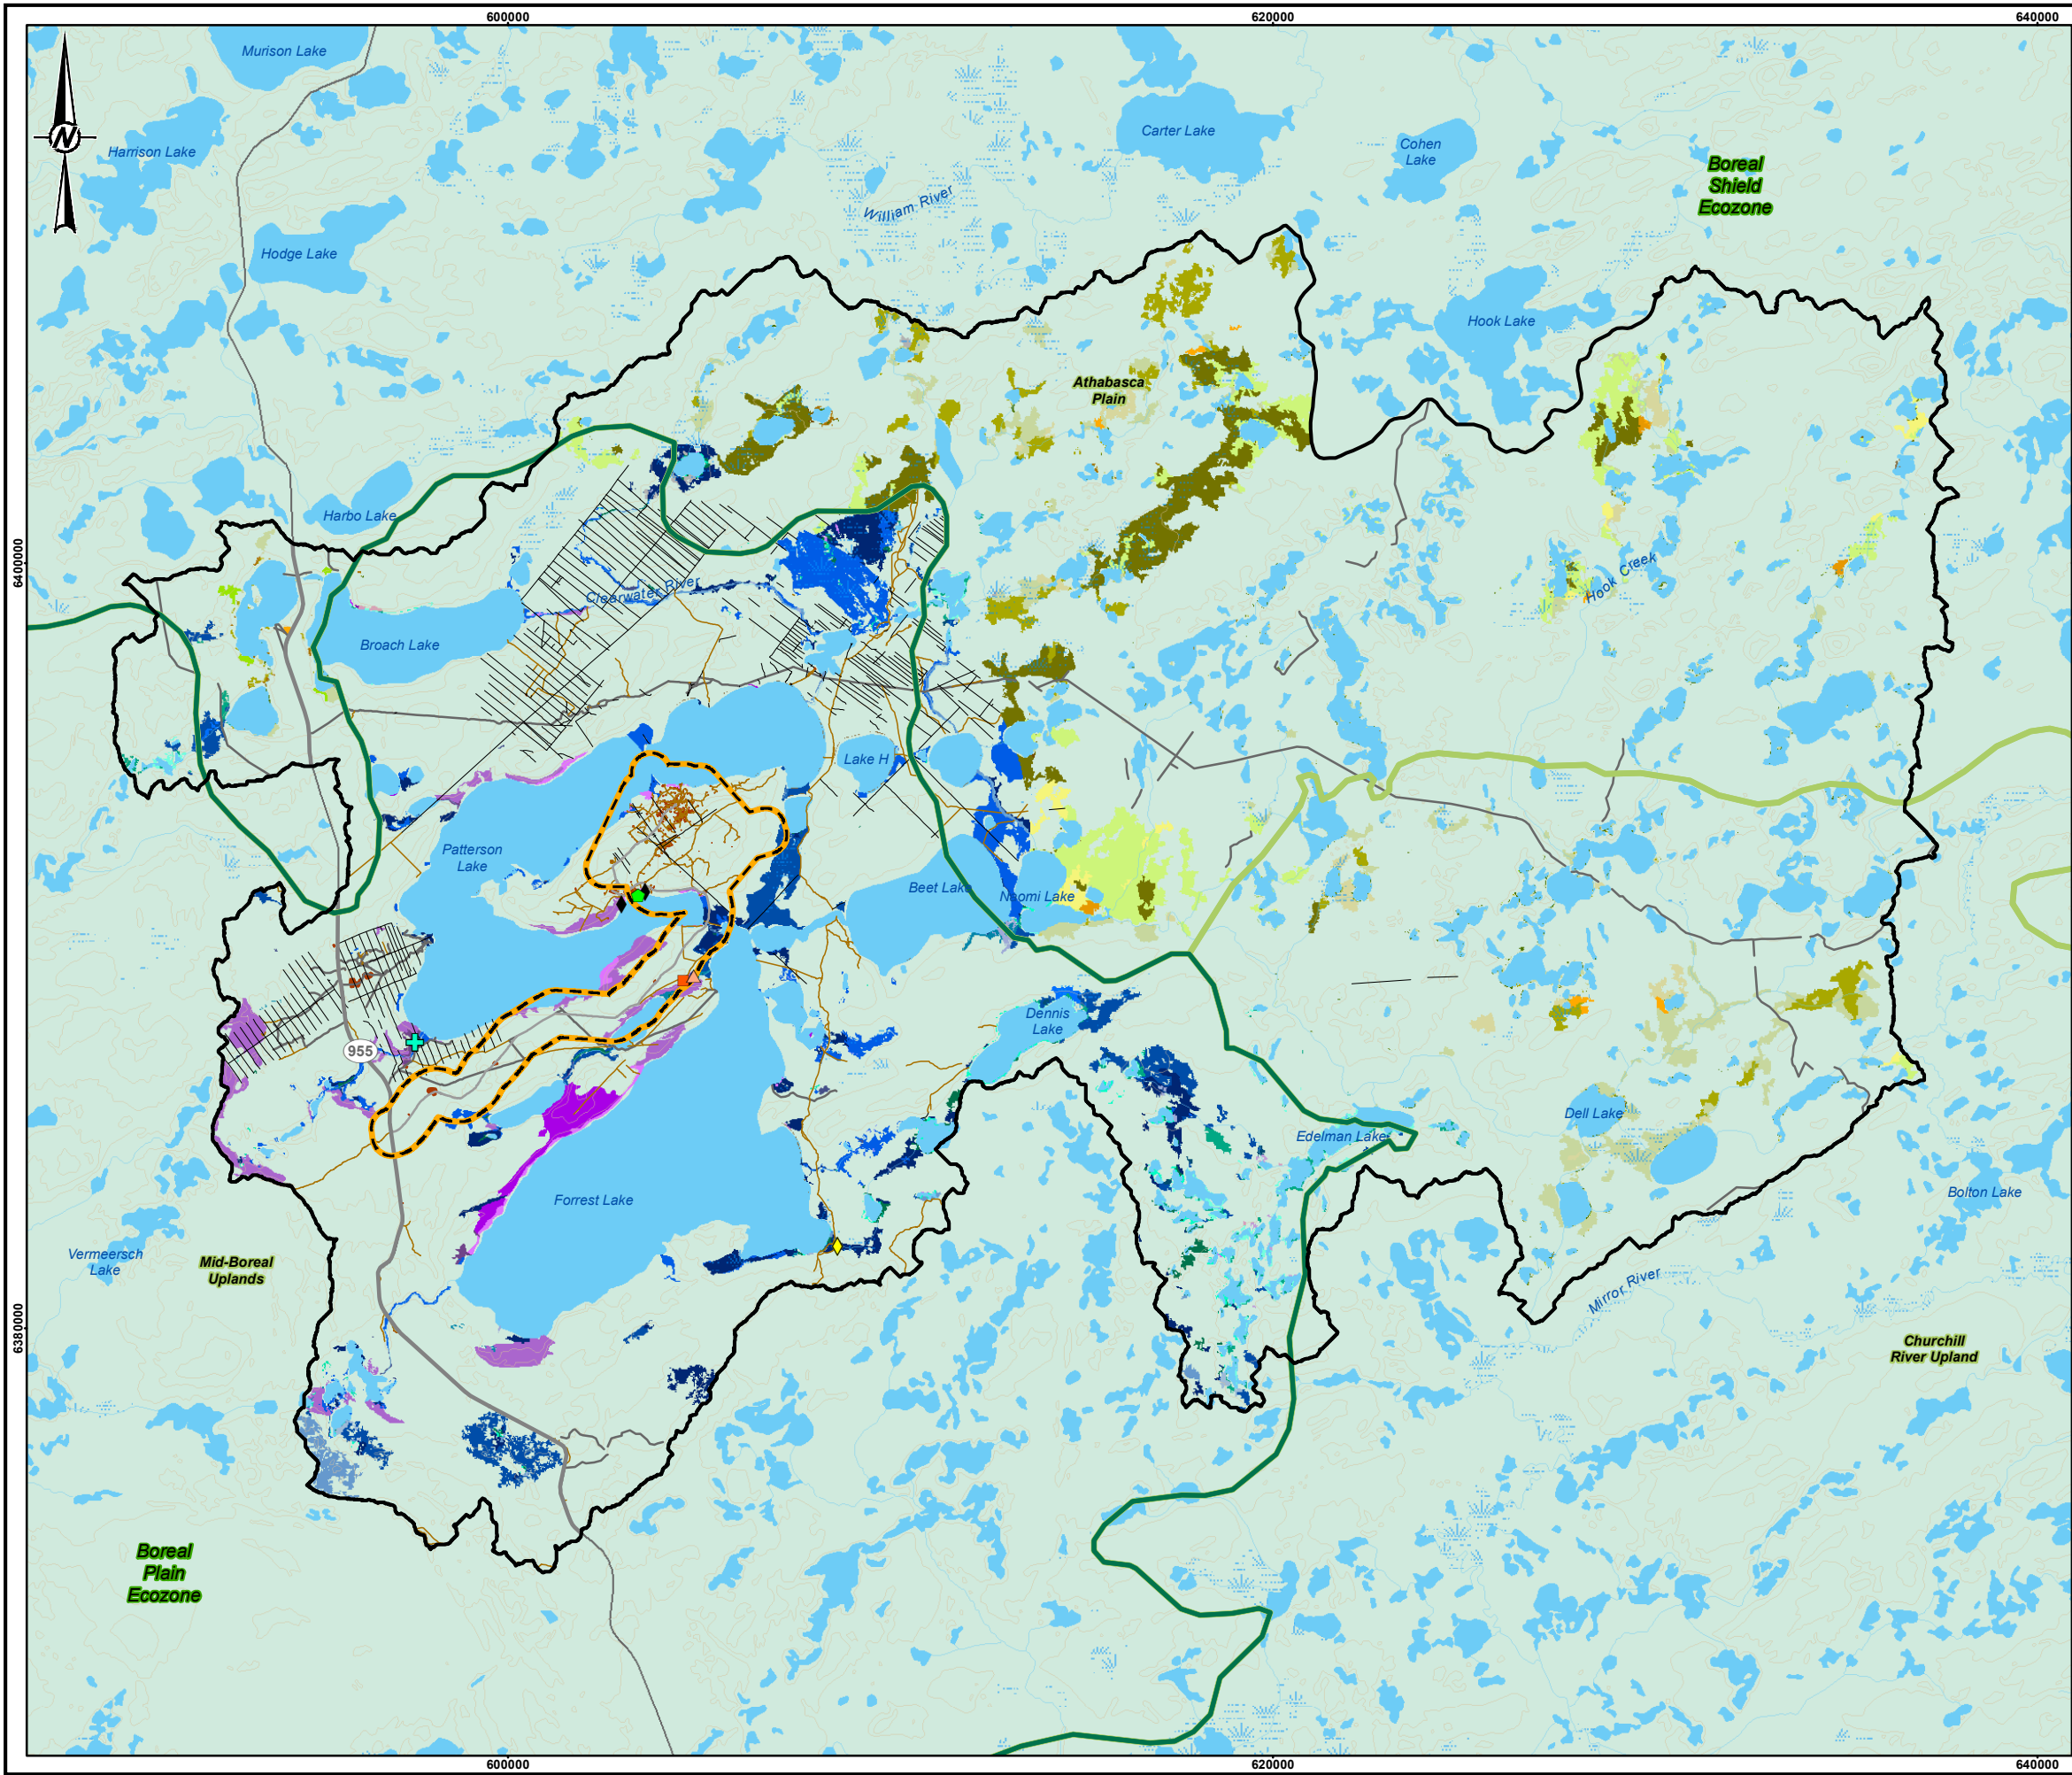 600000
620000
640000
Murison Lake
Carter Lake
Harrison Lake
Cohen
Lake
Boreal
Shield
Ecozone
N
William River
Hodge Lake
Hook Lake
Athabasca
Plain
Harbo Lake
6400000
Hook Creek
Clearwater River
Broach Lake
Lake H
Patterson
Lake
Beet Lake
Naomi Lake
Dennis
Lake
955
Dell Lake
Edelman Lake
Forrest Lake
Bolton Lake
Vermeersch
Lake
Mid-Boreal
Uplands
Mirror River
6380000
Churchill
River Upland
Boreal
Plain
Ecozone
600000
620000
640000